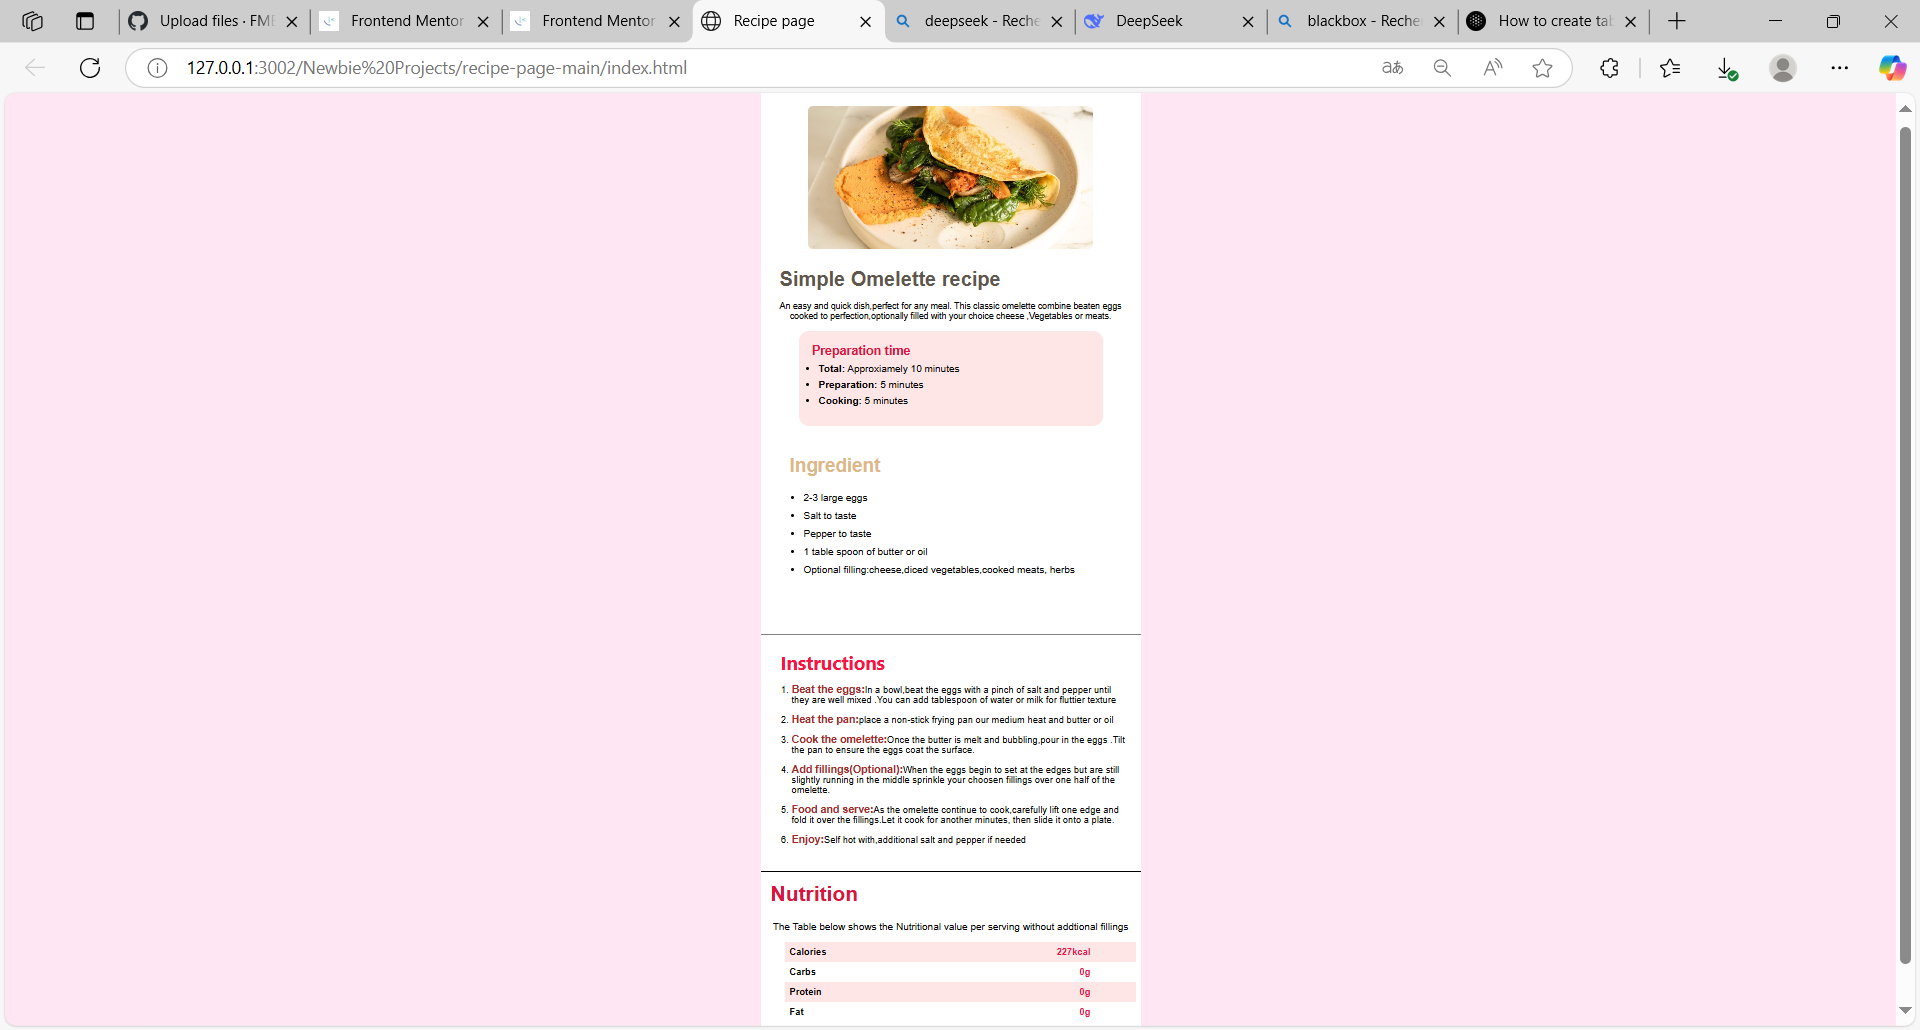 Upload files · FME
Frontend Mentor
Frontend Mentor
Recipe page
deepseek - Reche
DeepSeek
blackbox - Reche
How to create tab
127.0.0.1:3002/Newbie%20Projects/recipe-page-main/index.html
Simple Omelette recipe
An easy and quick dish,perfect for any meal. This classic omelette combine beaten eggs
cooked to perfection,optionally filled with your choice cheese ,Vegetables or meats.
Preparation time
• Total: Approxiamely 10 minutes
• Preparation: 5 minutes
• Cooking: 5 minutes
Ingredient
• 2-3 large eggs
• Salt to taste
• Pepper to taste
• 1 table spoon of butter or oil
• Optional filling:cheese,diced vegetables,cooked meats, herbs
Instructions
1. Beat the eggs:In a bowl,beat the eggs with a pinch of salt and pepper until
they are well mixed .You can add tablespoon of water or milk for fluttier texture
2. Heat the pan:place a non-stick frying pan our medium heat and butter or oil
3. Cook the omelette:Once the butter is melt and bubbling,pour in the eggs .Tilt
the pan to ensure the eggs coat the surface.
4. Add fillings(Optional):When the eggs begin to set at the edges but are still
slightly running in the middle sprinkle your choosen fillings over one half of the
omelette.
5. Food and serve:As the omelette continue to cook,carefully lift one edge and
fold it over the fillings.Let it cook for another minutes, then slide it onto a plate.
6. Enjoy:Self hot with,additional salt and pepper if needed
Nutrition
The Table below shows the Nutritional value per serving without addtional fillings
Calories 227kcal
Carbs 0g
Protein 0g
Fat 0g